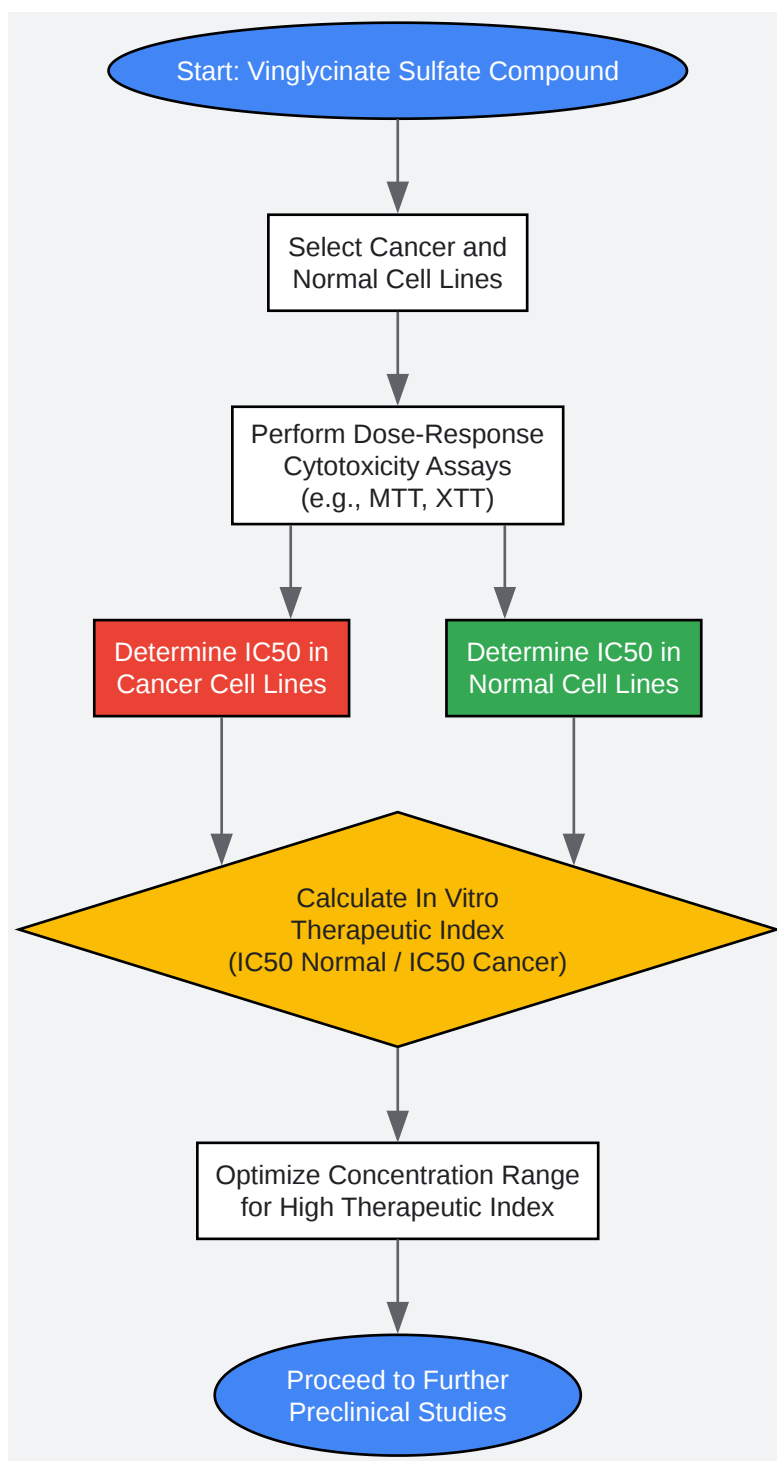 Start: Vinglycinate Sulfate Compound
Select Cancer and
Normal Cell Lines
Perform Dose-Response
Cytotoxicity Assays
(e.g., MTT, XTT)
Determine IC50 in
Cancer Cell Lines
Determine IC50 in
Normal Cell Lines
Calculate In Vitro
Therapeutic Index
(IC50 Normal / IC50 Cancer)
Optimize Concentration Range
for High Therapeutic Index
Proceed to Further
Preclinical Studies